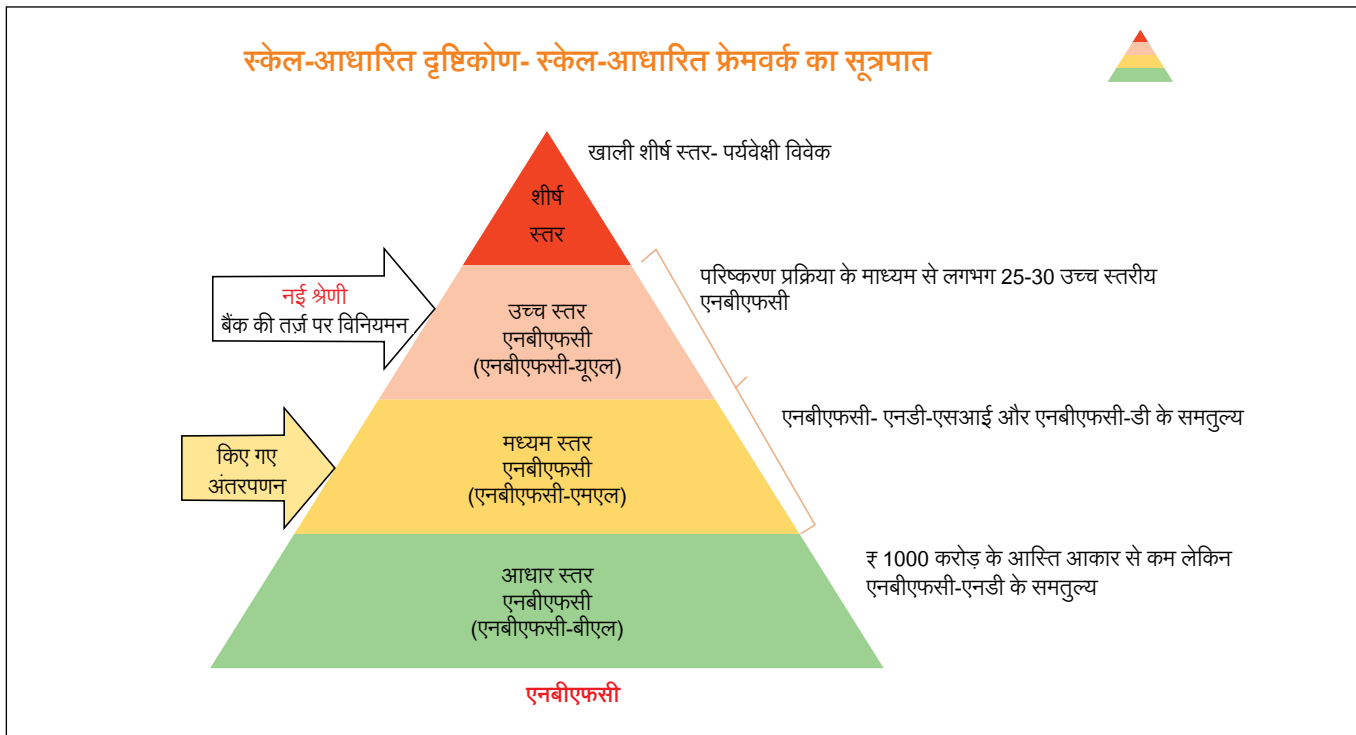 स्केल-आधारित दृष्टिकोण- स्केल-आधारित फ्रेमवर्क का सूत्रपात
खाली शीर्ष स्तर- पर्यवेक्षी विवेक
शीर्ष
स्तर
नई श्रेणी
बैंक की तर्ज़ पर विनियमन
परिष्करण प्रक्रिया के माध्यम से लगभग 25-30 उच्च स्तरीय
एनबीएफसी
उच्च स्तर
एनबीएफसी
(एनबीएफसी-यूएल)
एनबीएफसी- एनडी-एसआई और एनबीएफसी-डी के समतुल्य
किए गए
अंतरपणन
मध्यम स्तर
एनबीएफसी
(एनबीएफसी-एमएल)
₹ 1000 करोड़ के आस्ति आकार से कम लेकिन
एनबीएफसी-एनडी के समतुल्य
आधार स्तर
एनबीएफसी
(एनबीएफसी-बीएल)
एनबीएफसी